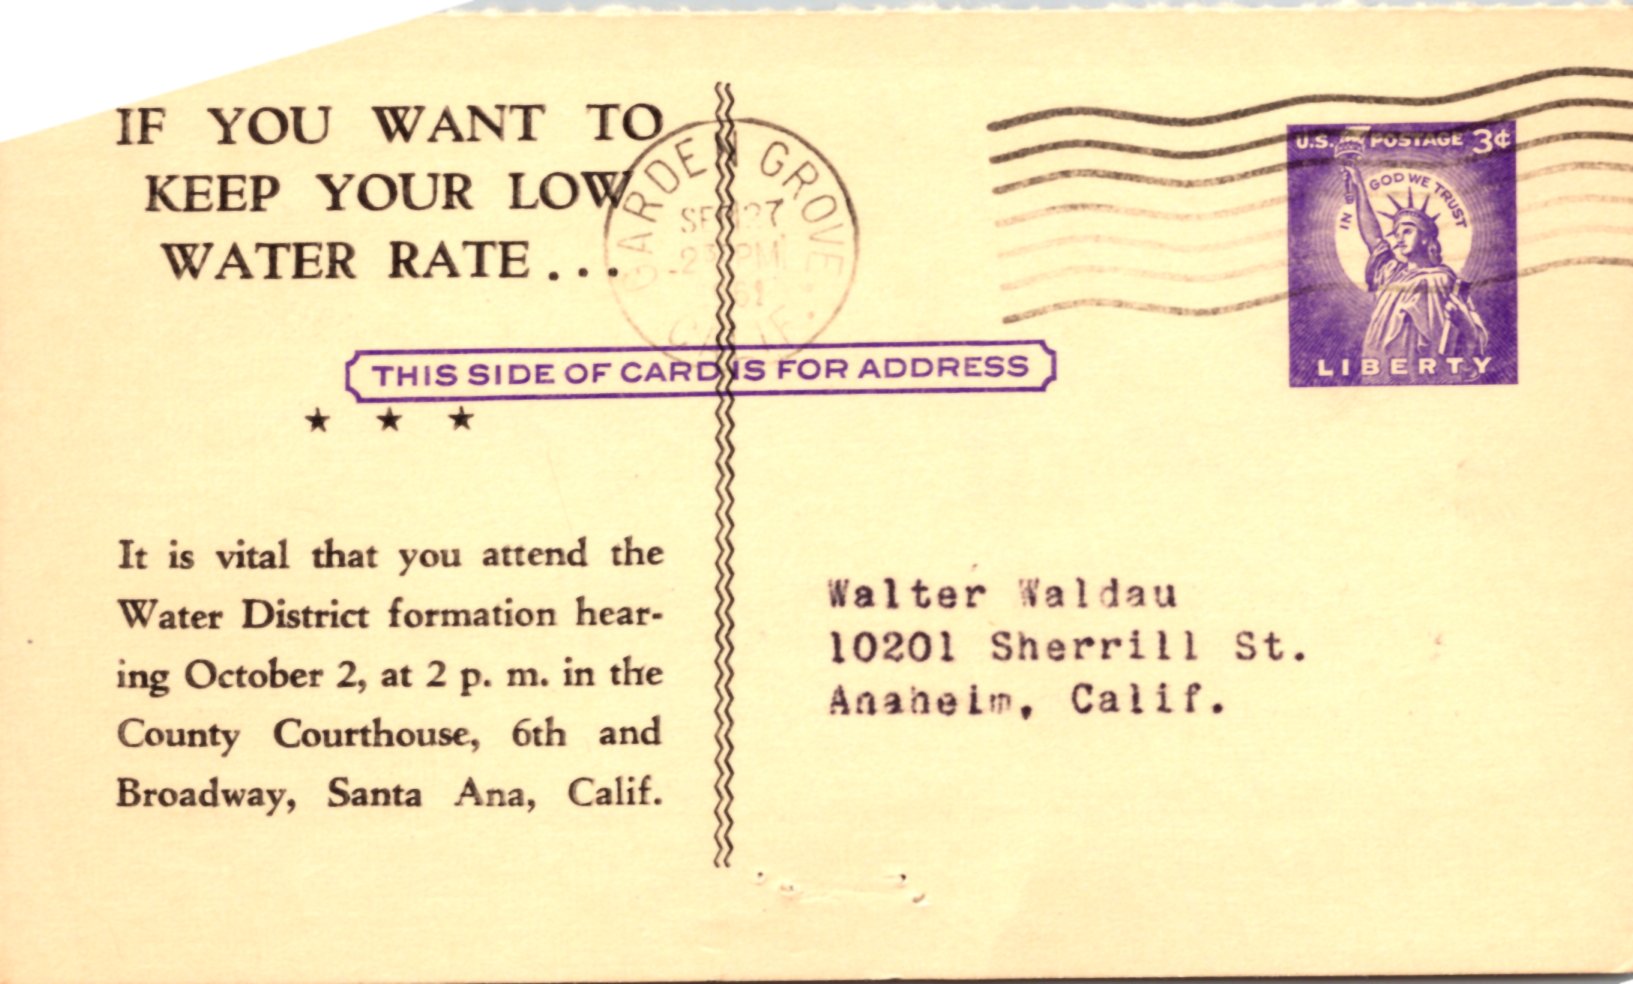 IF YOU WANT TO
KEEP YOUR LOW
WATER RATE . . .
GARDEN GROVE
27
PM
CALIF.
U.S. POSTAGE 3¢
IN GOD WE TRUST
LIBERTY
THIS SIDE OF CARD IS FOR ADDRESS
★ ★ ★
It is vital that you attend the
Water District formation hear-
ing October 2, at 2 p. m. in the
County Courthouse, 6th and
Broadway, Santa Ana, Calif.
Walter Waldau
10201 Sherrill St.
Anaheim, Calif.